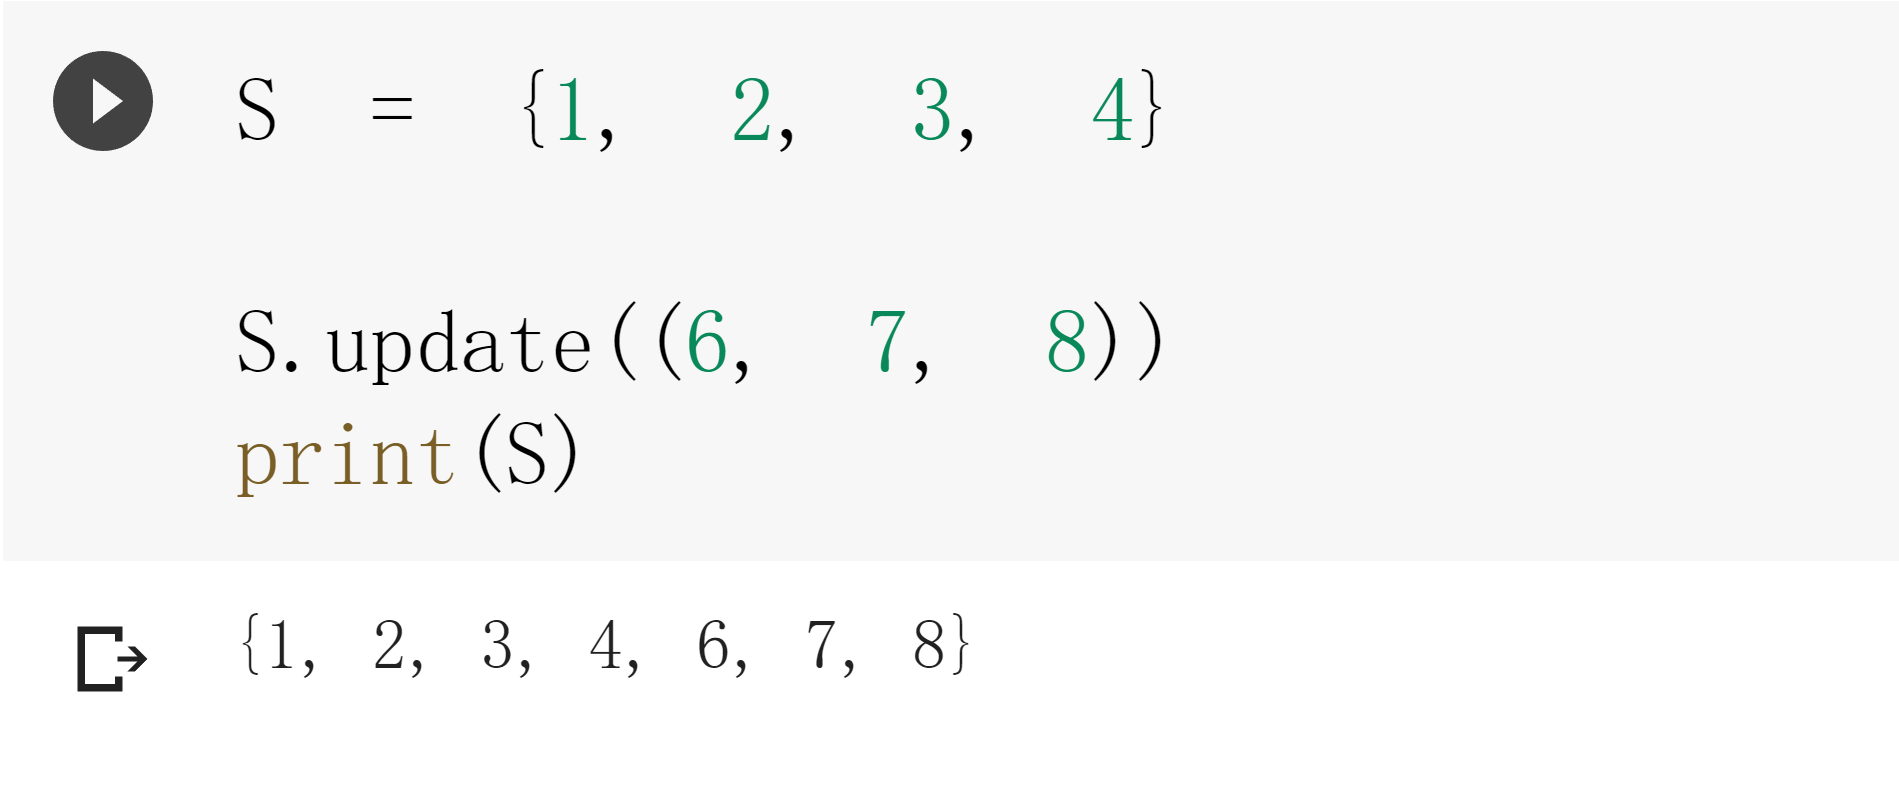 S = {1, 2, 3, 4}
S.update((6, 7, 8))
print(S)
{1, 2, 3, 4, 6, 7, 8}